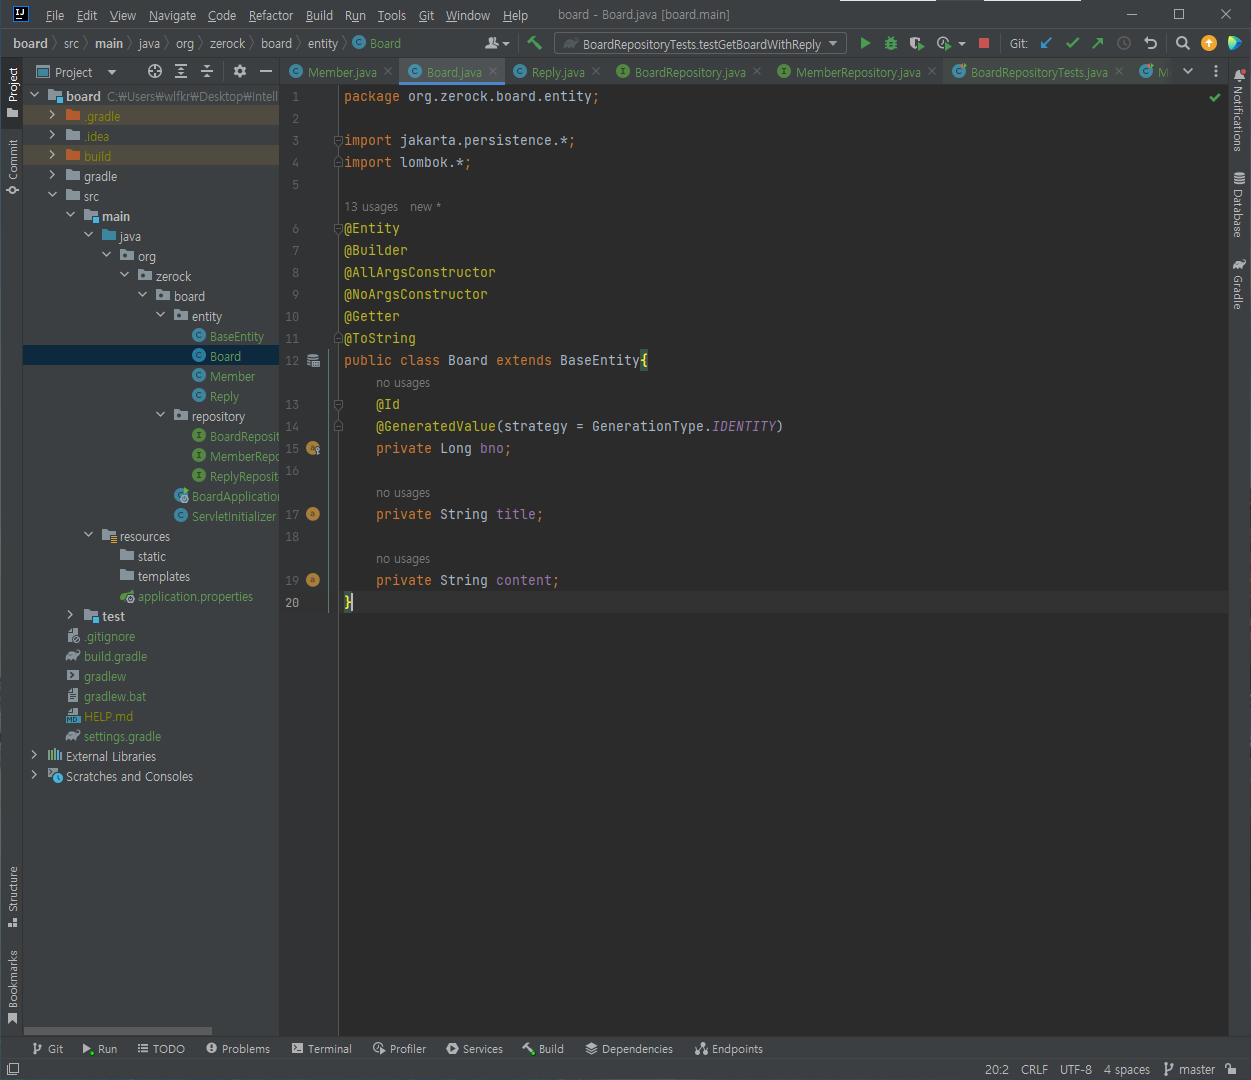 File Edit View Navigate Code Refactor Build Run Tools Git Window Help board - Board.java [board.main]
board src main java org zerock board entity Board BoardRepositoryTests.testGetBoardWithReply Git:
Project Member.java Board.java Reply.java BoardRepository.java MemberRepository.java BoardRepositoryTests.java M
Project
Commit
Structure
Bookmarks
board C:₩Users₩wlfkr₩Desktop₩Intell
.gradle
.idea
build
gradle
src
main
java
org
zerock
board
entity
BaseEntity
Board
Member
Reply
repository
BoardReposit
MemberRepo
ReplyReposit
BoardApplication
ServletInitializer
resources
static
templates
application.properties
test
.gitignore
build.gradle
gradlew
gradlew.bat
HELP.md
settings.gradle
External Libraries
Scratches and Consoles
1 package org.zerock.board.entity;
2
3 import jakarta.persistence.*;
4 import lombok.*;
5
13 usages new *
6 @Entity
7 @Builder
8 @AllArgsConstructor
9 @NoArgsConstructor
10 @Getter
11 @ToString
12 public class Board extends BaseEntity{
no usages
13 @Id
14 @GeneratedValue(strategy = GenerationType.IDENTITY)
15 private Long bno;
16
no usages
17 private String title;
18
no usages
19 private String content;
20 }
Notifications
Database
Gradle
Git Run TODO Problems Terminal Profiler Services Build Dependencies Endpoints
20:2 CRLF UTF-8 4 spaces master